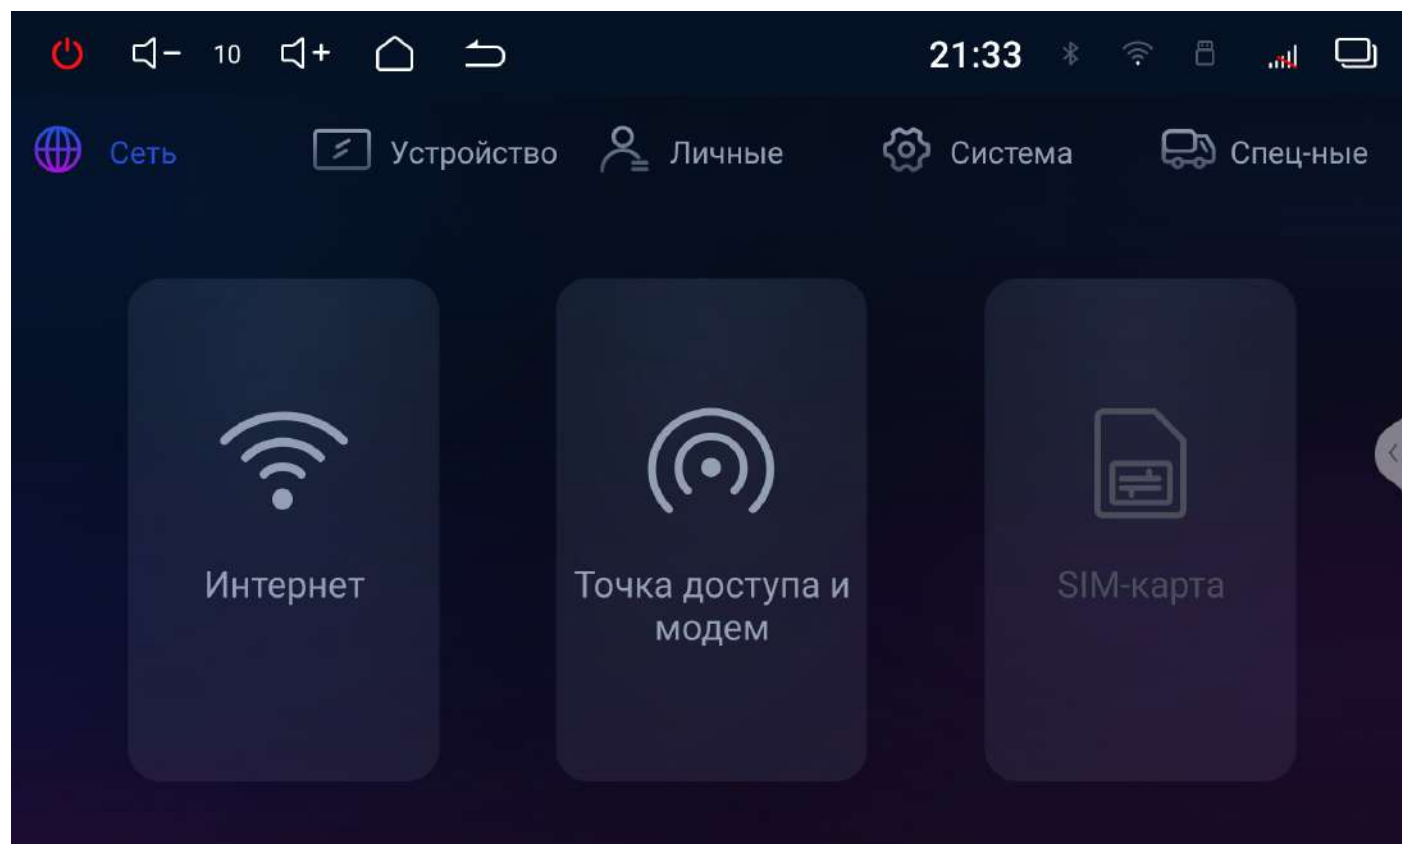 10
21:33
Сеть
Устройство
Личные
Система
Спец-ные
Интернет
Точка доступа и
модем
SIM-карта